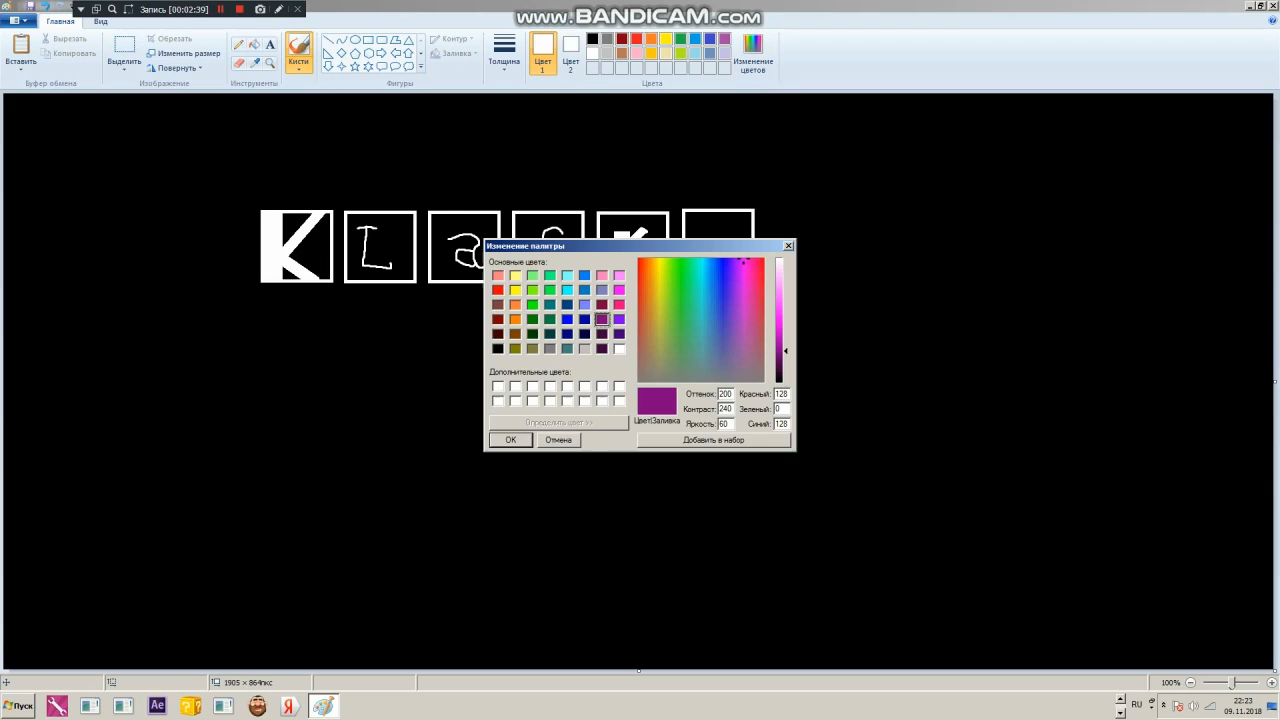 Запись [00:02:39]
www.BANDICAM.com
Главная
Вид
Вставить
Вырезать
Копировать
Буфер обмена
Выделить
Обрезать
Изменить размер
Повернуть
Изображение
A
Инструменты
Кисти
Контур
Заливка
Фигуры
Толщина
Цвет 1
Цвет 2
Изменение цветов
Цвета
K L a
Изменение палитры
Основные цвета:
Дополнительные цвета:
Определить цвет >>
OK
Отмена
Цвет|Заливка
Оттенок: 200
Контраст: 240
Яркость: 60
Красный: 128
Зеленый: 0
Синий: 128
Добавить в набор
1905 × 864пкс
100%
Пуск
Ae
?
Я
RU
22:23
09.11.2018